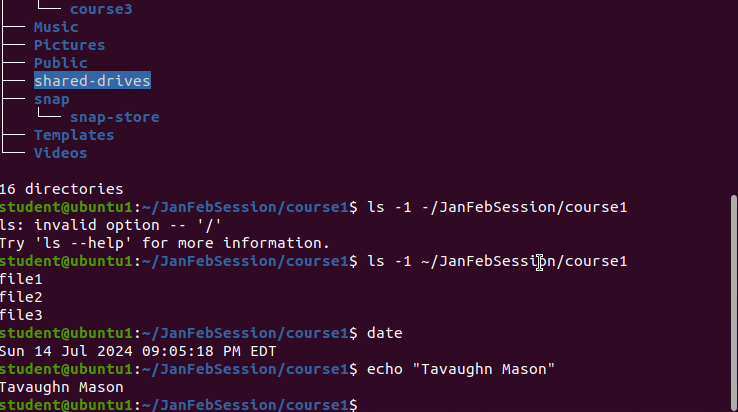 course3
Music
Pictures
Public
shared-drives
snap
snap-store
Templates
Videos
16 directories
student@ubuntu1:~/JanFebSession/course1$ ls -1 -/JanFebSession/course1
ls: invalid option -- '/'
Try 'ls --help' for more information.
student@ubuntu1:~/JanFebSession/course1$ ls -1 ~/JanFebSession/course1
file1
file2
file3
student@ubuntu1:~/JanFebSession/course1$ date
Sun 14 Jul 2024 09:05:18 PM EDT
student@ubuntu1:~/JanFebSession/course1$ echo "Tavaughn Mason"
Tavaughn Mason
student@ubuntu1:~/JanFebSession/course1$